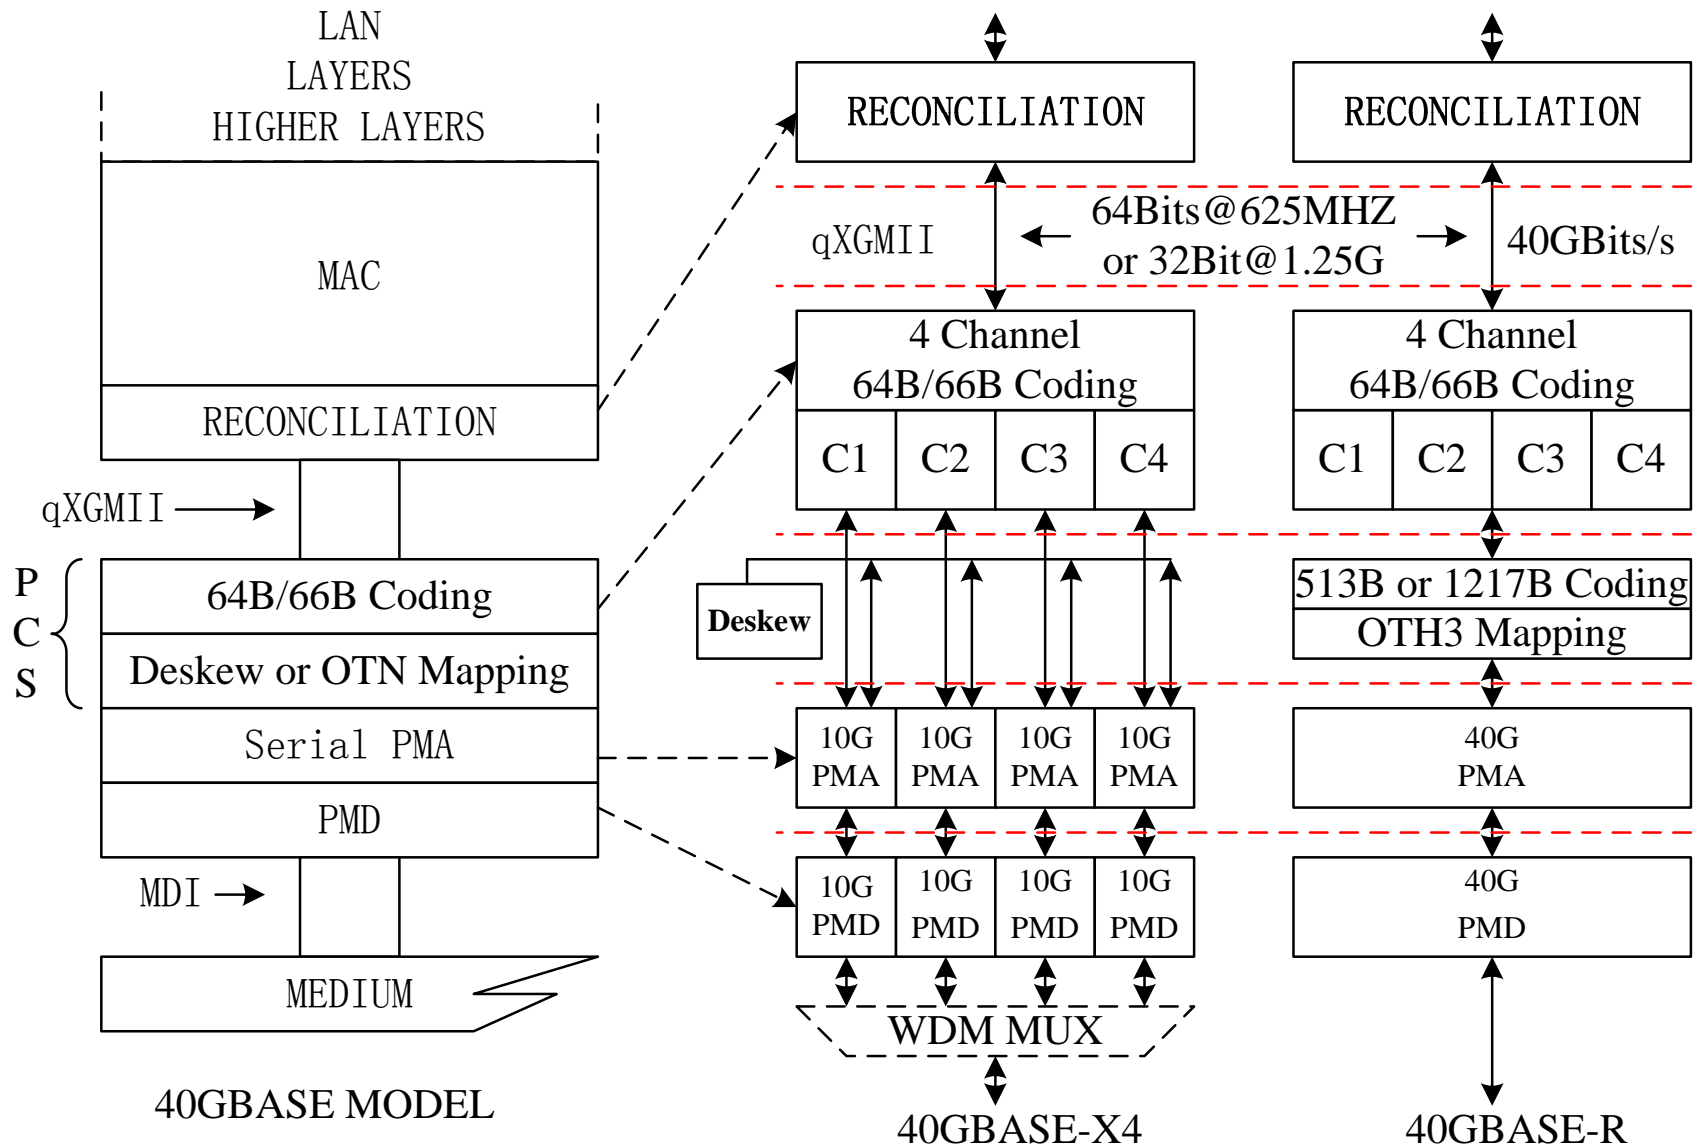 LAN
LAYERS
HIGHER LAYERS
MAC
RECONCILIATION
qXGMII
P
C
S
64B/66B Coding
Deskew or OTN Mapping
Serial PMA
PMD
MDI
MEDIUM
40GBASE MODEL
RECONCILIATION
RECONCILIATION
qXGMII
64Bits@625MHZ
or 32Bit@1.25G
40GBits/s
4 Channel
64B/66B Coding
C1 C2 C3 C4
Deskew
10G 10G 10G 10G
PMA PMA PMA PMA
10G 10G 10G 10G
PMD PMD PMD PMD
WDM MUX
40GBASE-X4
4 Channel
64B/66B Coding
C1 C2 C3 C4
513B or 1217B Coding
OTH3 Mapping
40G
PMA
40G
PMD
40GBASE-R